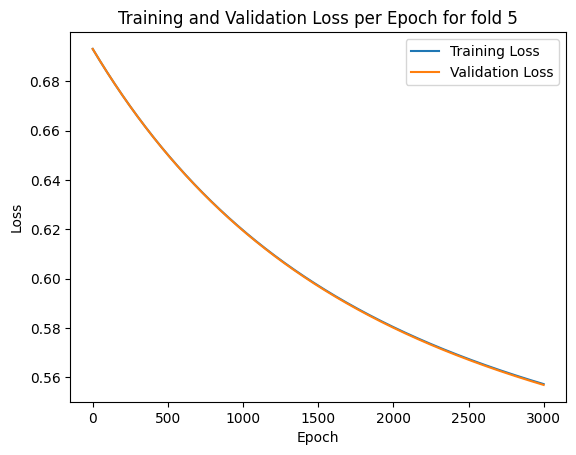 Training and Validation Loss per Epoch for fold 5
Training Loss
Validation Loss
Loss
0.68
0.66
0.64
0.62
0.60
0.58
0.56
0
500
1000
1500
2000
2500
3000
Epoch